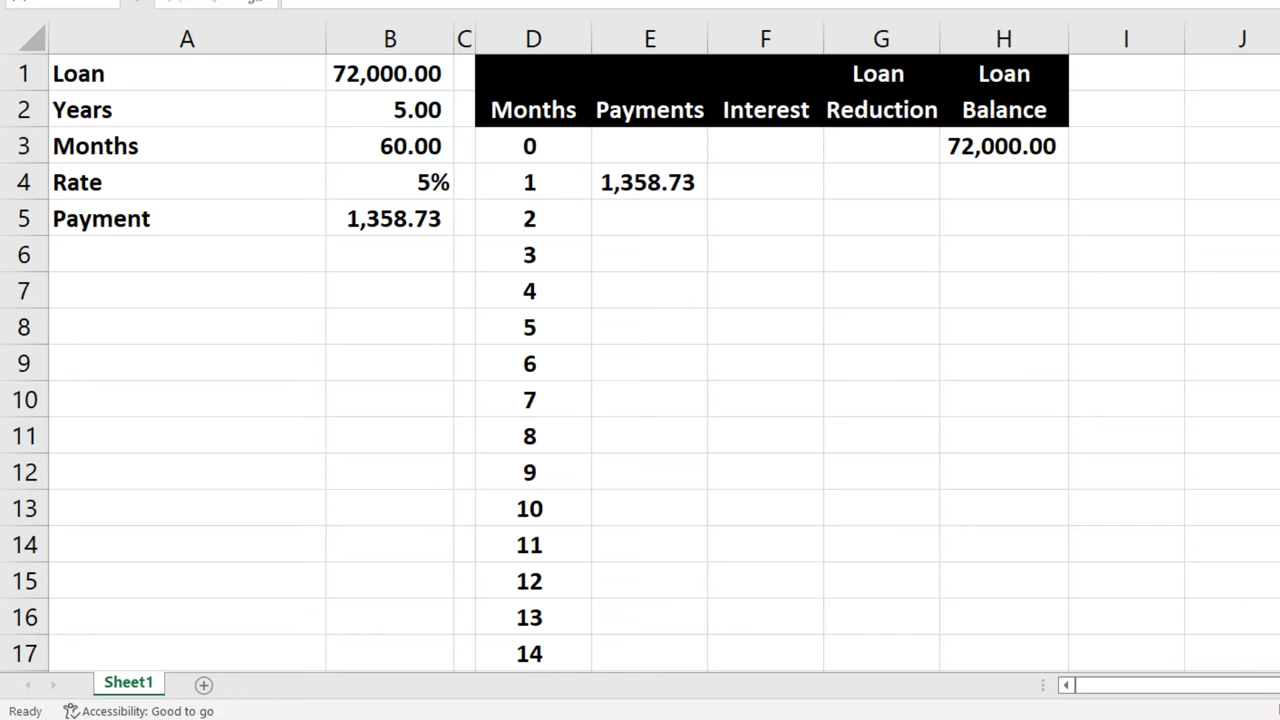 A B C D E F G H I J
1 Loan 72,000.00 Loan Loan
2 Years 5.00 Months Payments Interest Reduction Balance
3 Months 60.00 0 72,000.00
4 Rate 5% 1 1,358.73
5 Payment 1,358.73 2
6 3
7 4
8 5
9 6
10 7
11 8
12 9
13 10
14 11
15 12
16 13
17 14
Sheet1
Ready Accessibility: Good to go